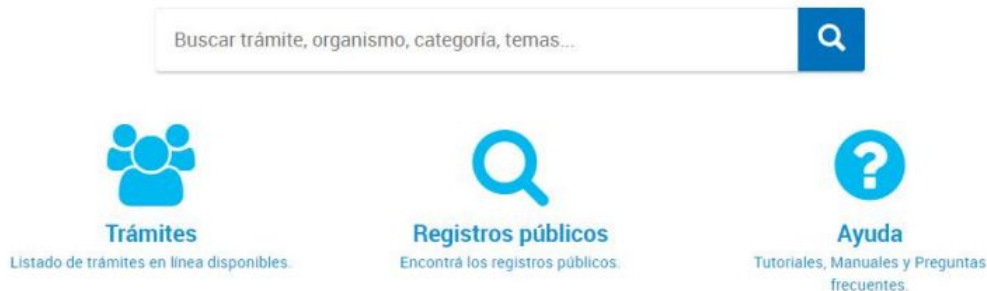 Buscar trámite, organismo, categoría, temas...
Trámites
Listado de trámites en línea disponibles.
Registros públicos
Encontrá los registros públicos.
Ayuda
Tutoriales, Manuales y Preguntas
frecuentes.